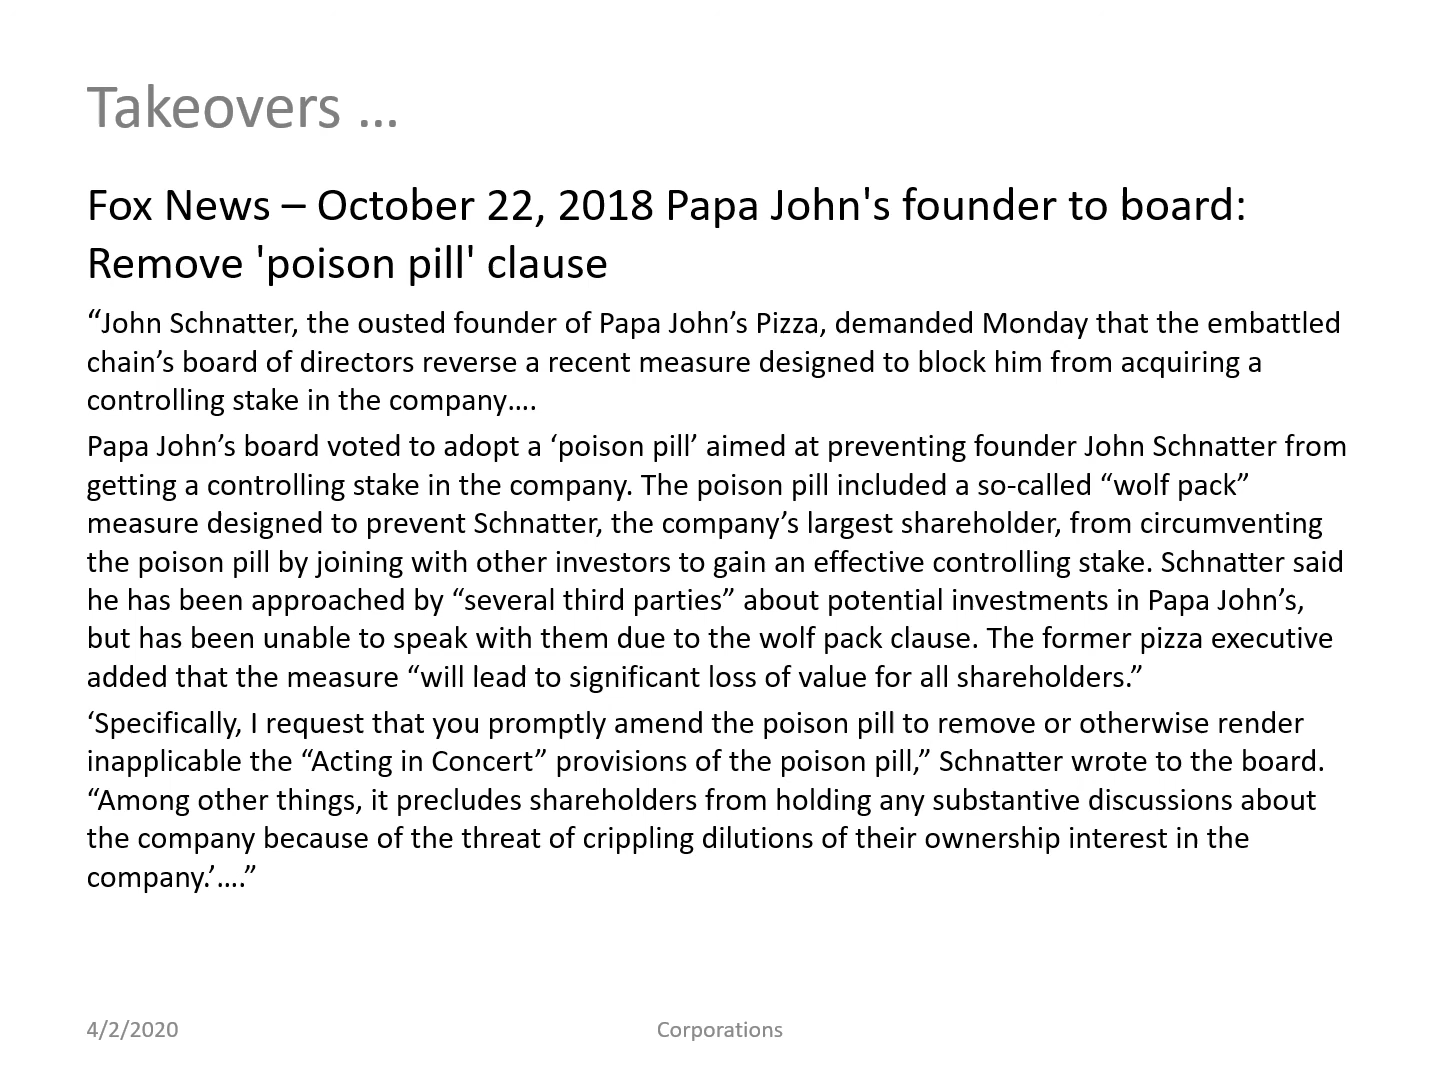 Takeovers …
Fox News – October 22, 2018 Papa John's founder to board:
Remove 'poison pill' clause
“John Schnatter, the ousted founder of Papa John’s Pizza, demanded Monday that the embattled
chain’s board of directors reverse a recent measure designed to block him from acquiring a
controlling stake in the company….
Papa John’s board voted to adopt a ‘poison pill’ aimed at preventing founder John Schnatter from
getting a controlling stake in the company. The poison pill included a so-called “wolf pack”
measure designed to prevent Schnatter, the company’s largest shareholder, from circumventing
the poison pill by joining with other investors to gain an effective controlling stake. Schnatter said
he has been approached by “several third parties” about potential investments in Papa John’s,
but has been unable to speak with them due to the wolf pack clause. The former pizza executive
added that the measure “will lead to significant loss of value for all shareholders.”
‘Specifically, I request that you promptly amend the poison pill to remove or otherwise render
inapplicable the “Acting in Concert” provisions of the poison pill,” Schnatter wrote to the board.
“Among other things, it precludes shareholders from holding any substantive discussions about
the company because of the threat of crippling dilutions of their ownership interest in the
company.’….”
4/2/2020
Corporations